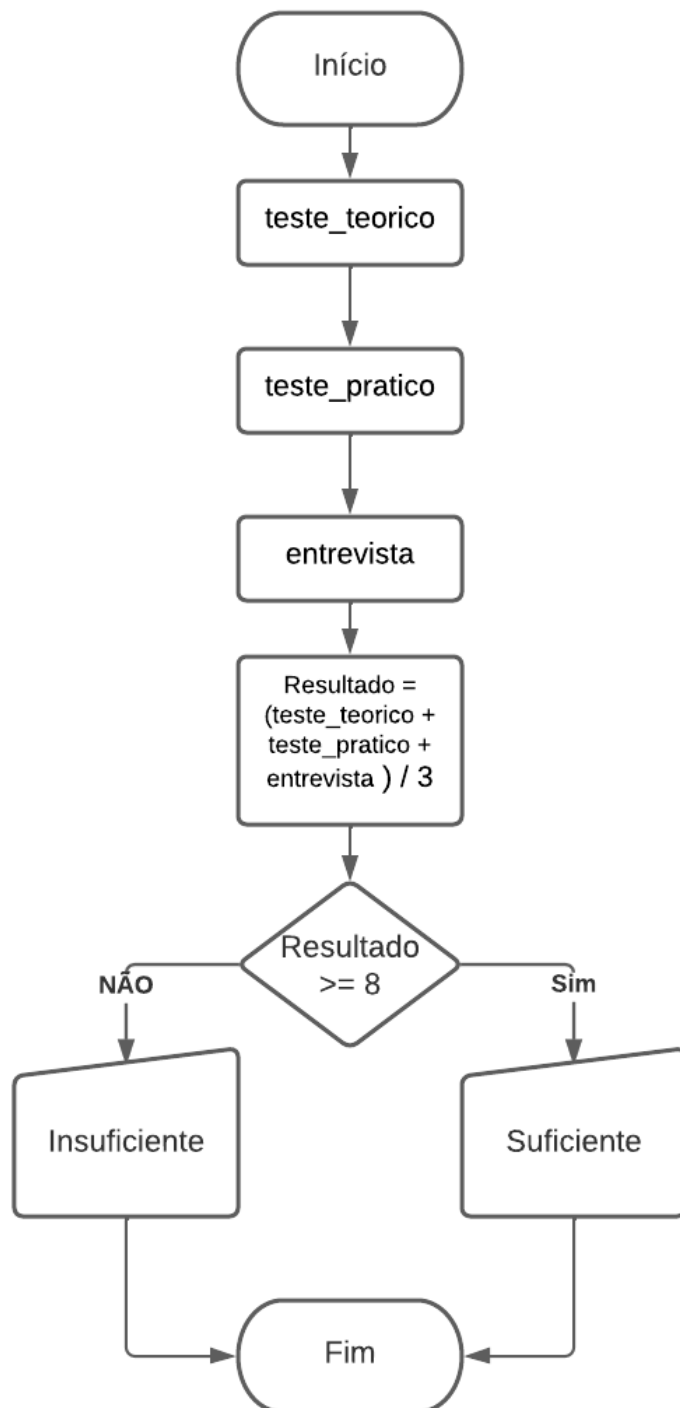 Início
teste_teorico
teste_pratico
entrevista
Resultado =
(teste_teorico +
teste_pratico +
entrevista ) / 3
Resultado
>= 8
NÃO
Sim
Insuficiente
Suficiente
Fim